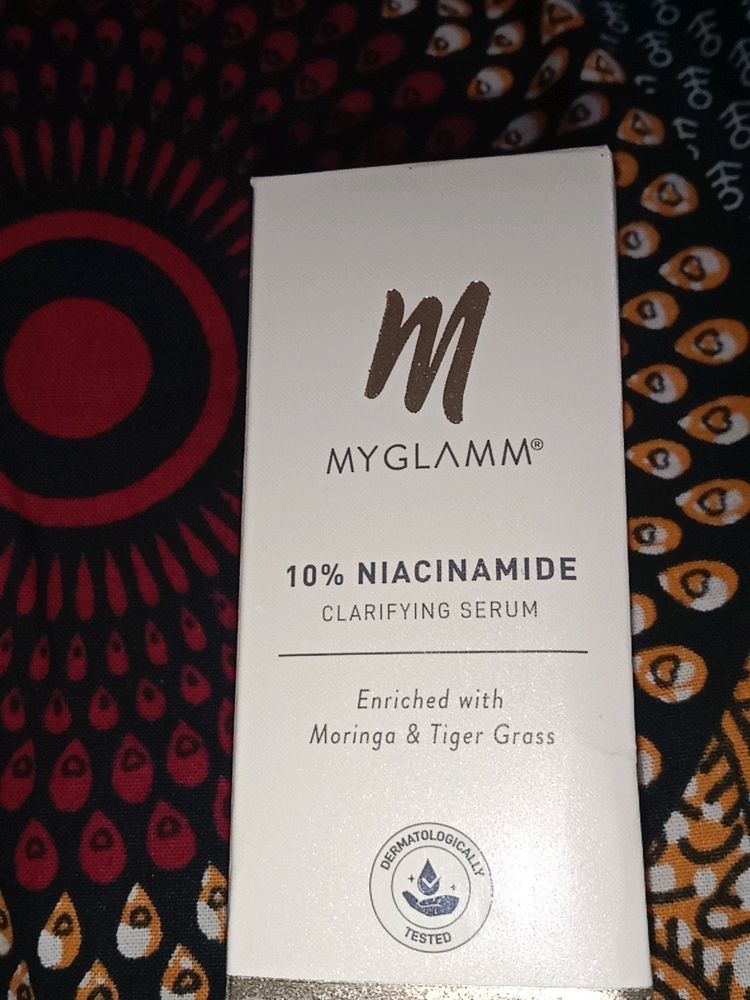 m
MYGLAMM®
10% NIACINAMIDE
CLARIFYING SERUM
Enriched with
Moringa & Tiger Grass
DERMATOLOGICALLY
TESTED